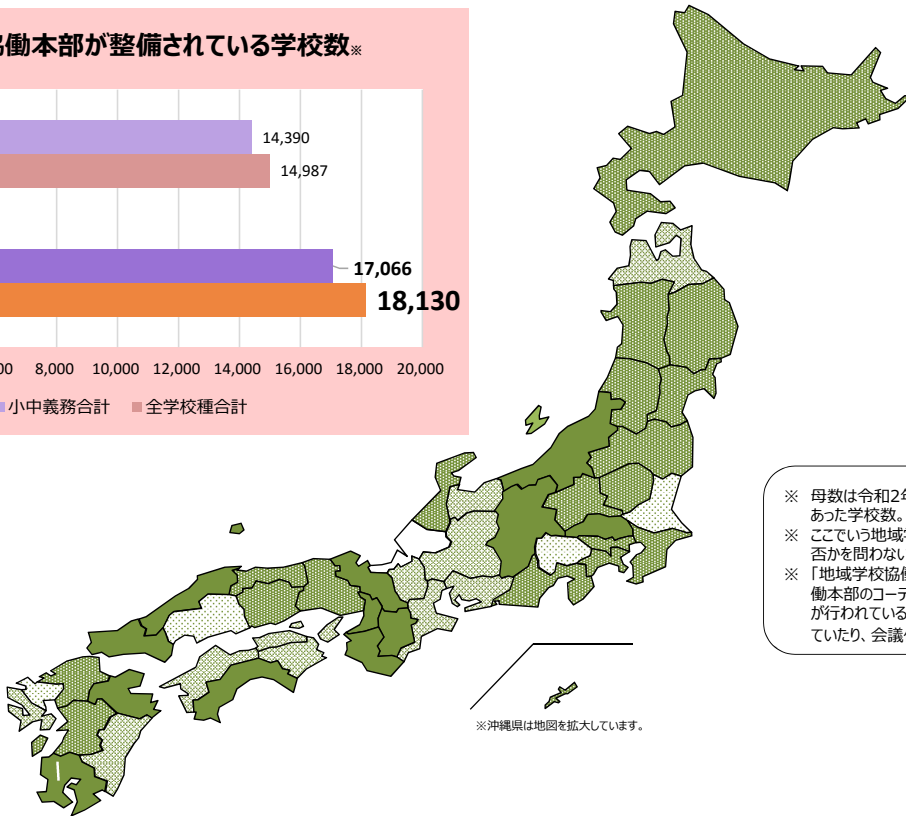 働本部が整備されている学校数※
14,390
14,987
17,066
18,130
00 8,000 10,000 12,000 14,000 16,000 18,000 20,000
小中義務合計 全学校種合計
※ 母数は令和2年
あった学校数。
※ ここでいう地域学
否かを問わない
※ 「地域学校協働
働本部のコーデ
が行われている
ていたり、会議
※沖縄県は地図を拡大しています。